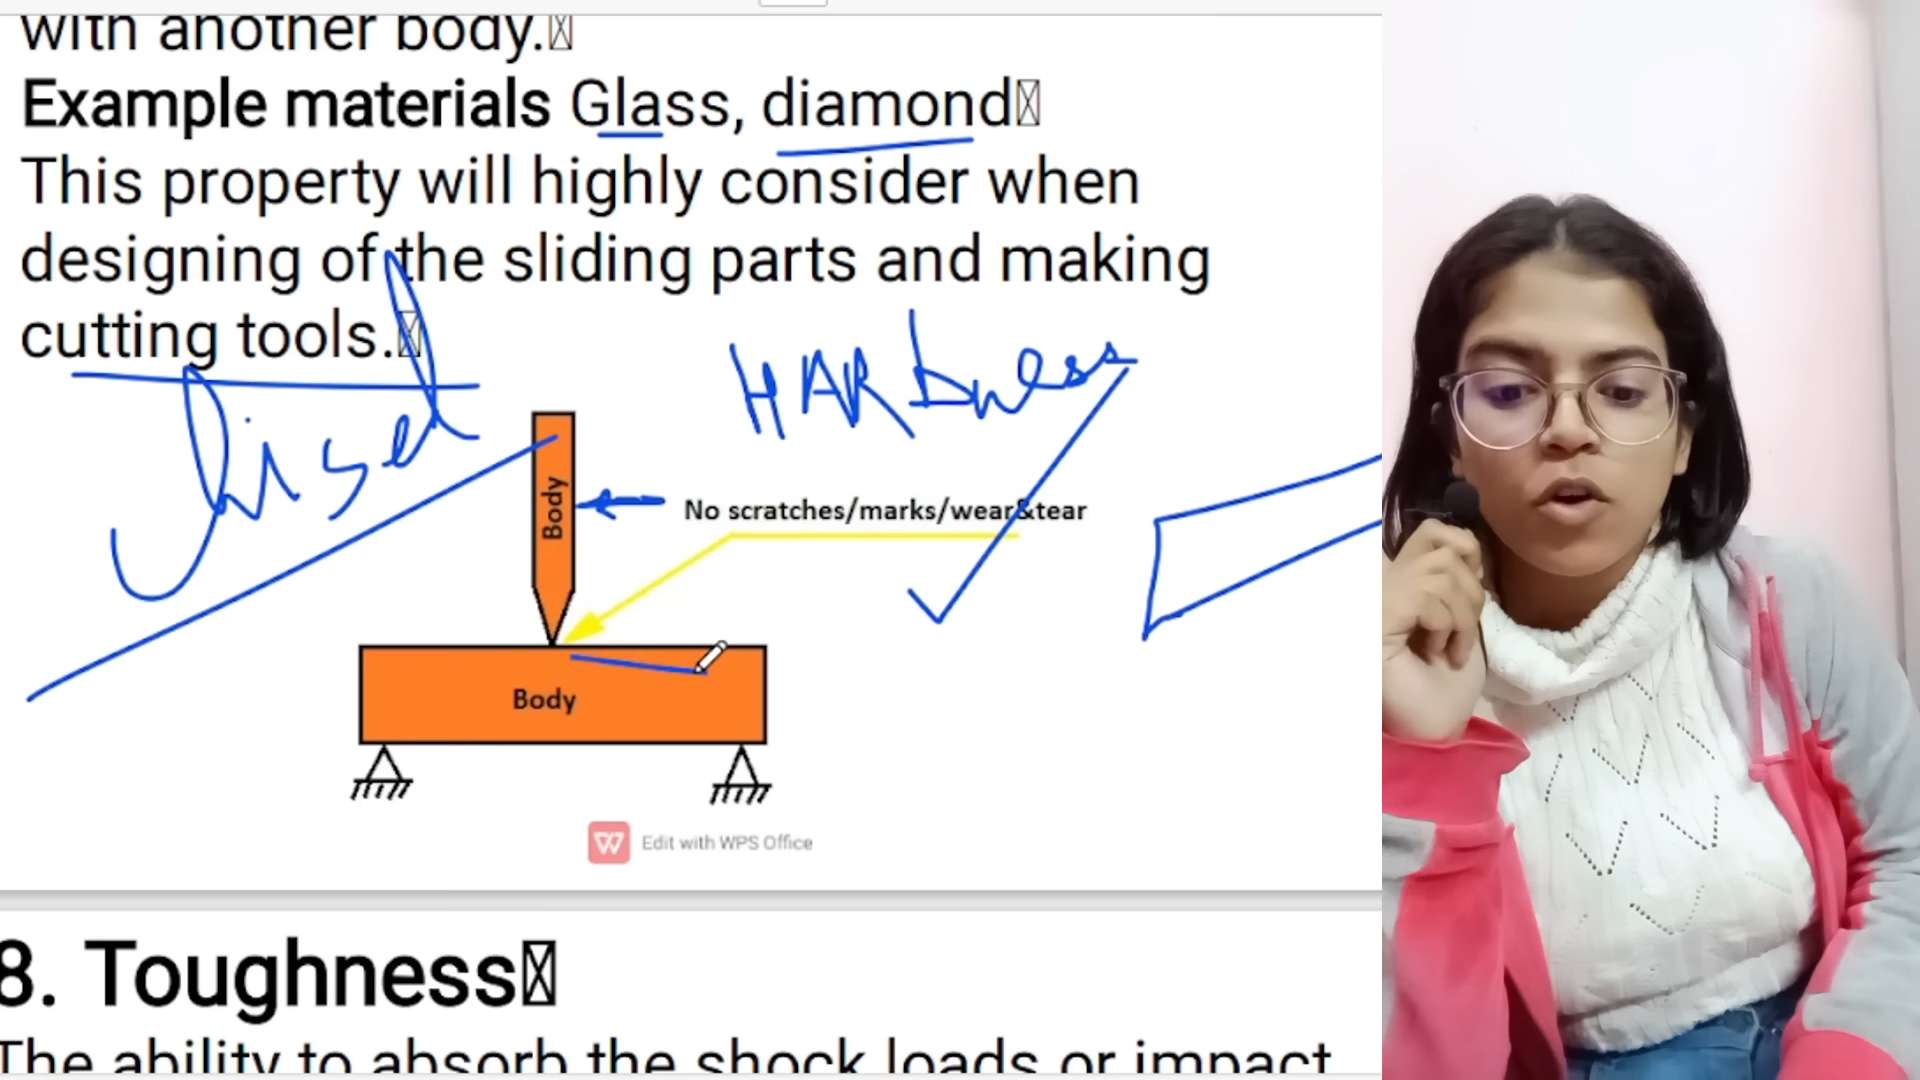 with another body.
Example materials Glass, diamond
This property will highly consider when
designing of the sliding parts and making
cutting tools.
HARDness
hisel
Body
No scratches/marks/wear&tear
Body
Edit with WPS Office
8. Toughness
The ability to absorb the shock loads or impact